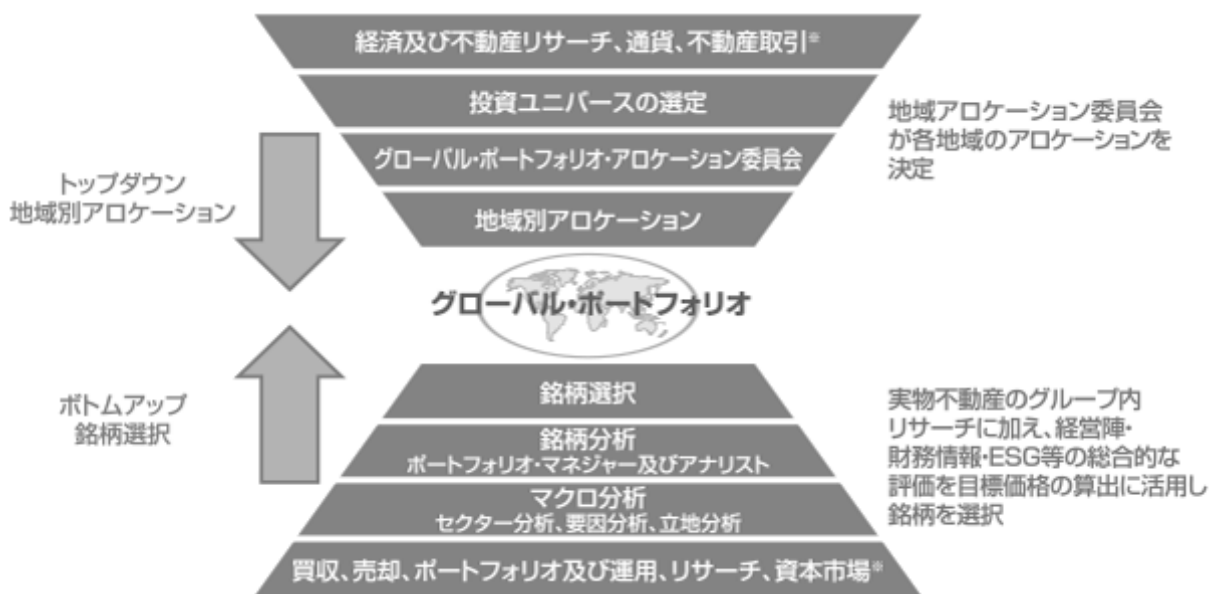 経済及び不動産リサーチ、通貨、不動産取引※
投資ユニバースの選定
グローバル・ポートフォリオ・アロケーション委員会
地域別アロケーション
トップダウン
地域別アロケーション
地域アロケーション委員会
が各地域のアロケーションを
決定
グローバル・ポートフォリオ
ボトムアップ
銘柄選択
銘柄選択
銘柄分析
ポートフォリオ・マネジャー及びアナリスト
マクロ分析
セクター分析、要因分析、立地分析
買収、売却、ポートフォリオ及び運用、リサーチ、資本市場※
実物不動産のグループ内
リサーチに加え、経営陣・
財務情報・ESG等の総合的な
評価を目標価格の算出に活用し
銘柄を選択